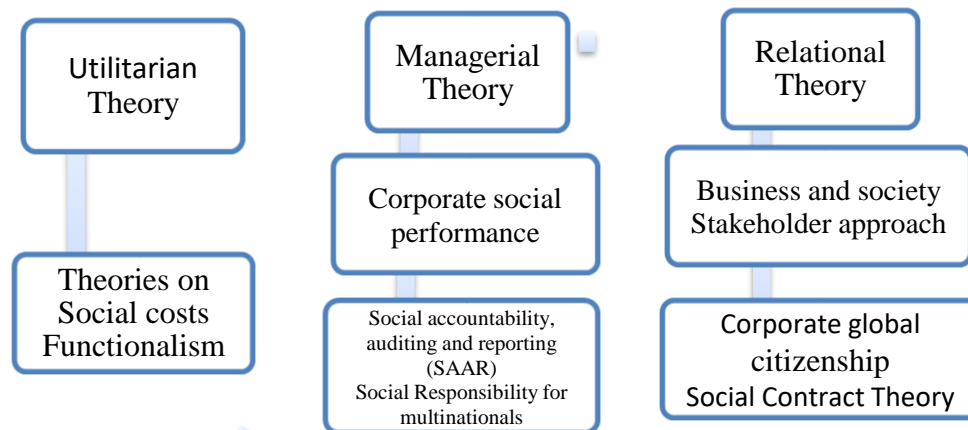 Utilitarian
Theory
Theories on
Social costs
Functionalism
Managerial
Theory
Corporate social
performance
Social accountability,
auditing and reporting
(SAAR)
Social Responsibility for
multinationals
Relational
Theory
Business and society
Stakeholder approach
Corporate global
citizenship
Social Contract Theory